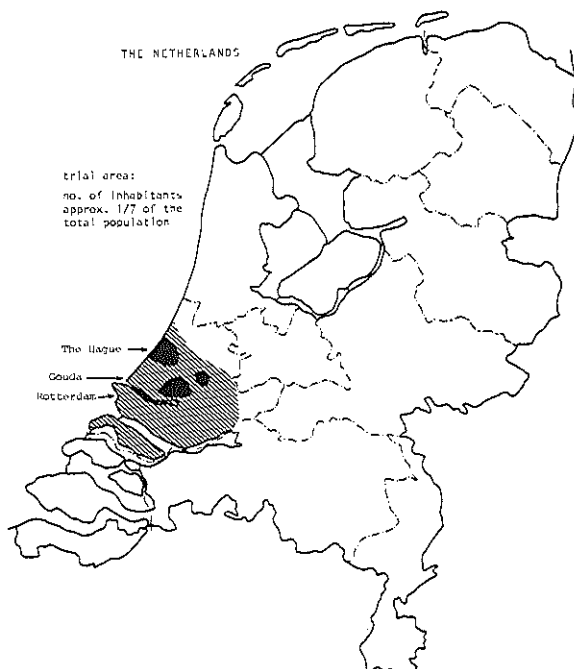 THE NETHERLANDS
trial area:
no. of inhabitants
approx. 1/7 of the
total population
The Hague
Gouda
Rotterdam